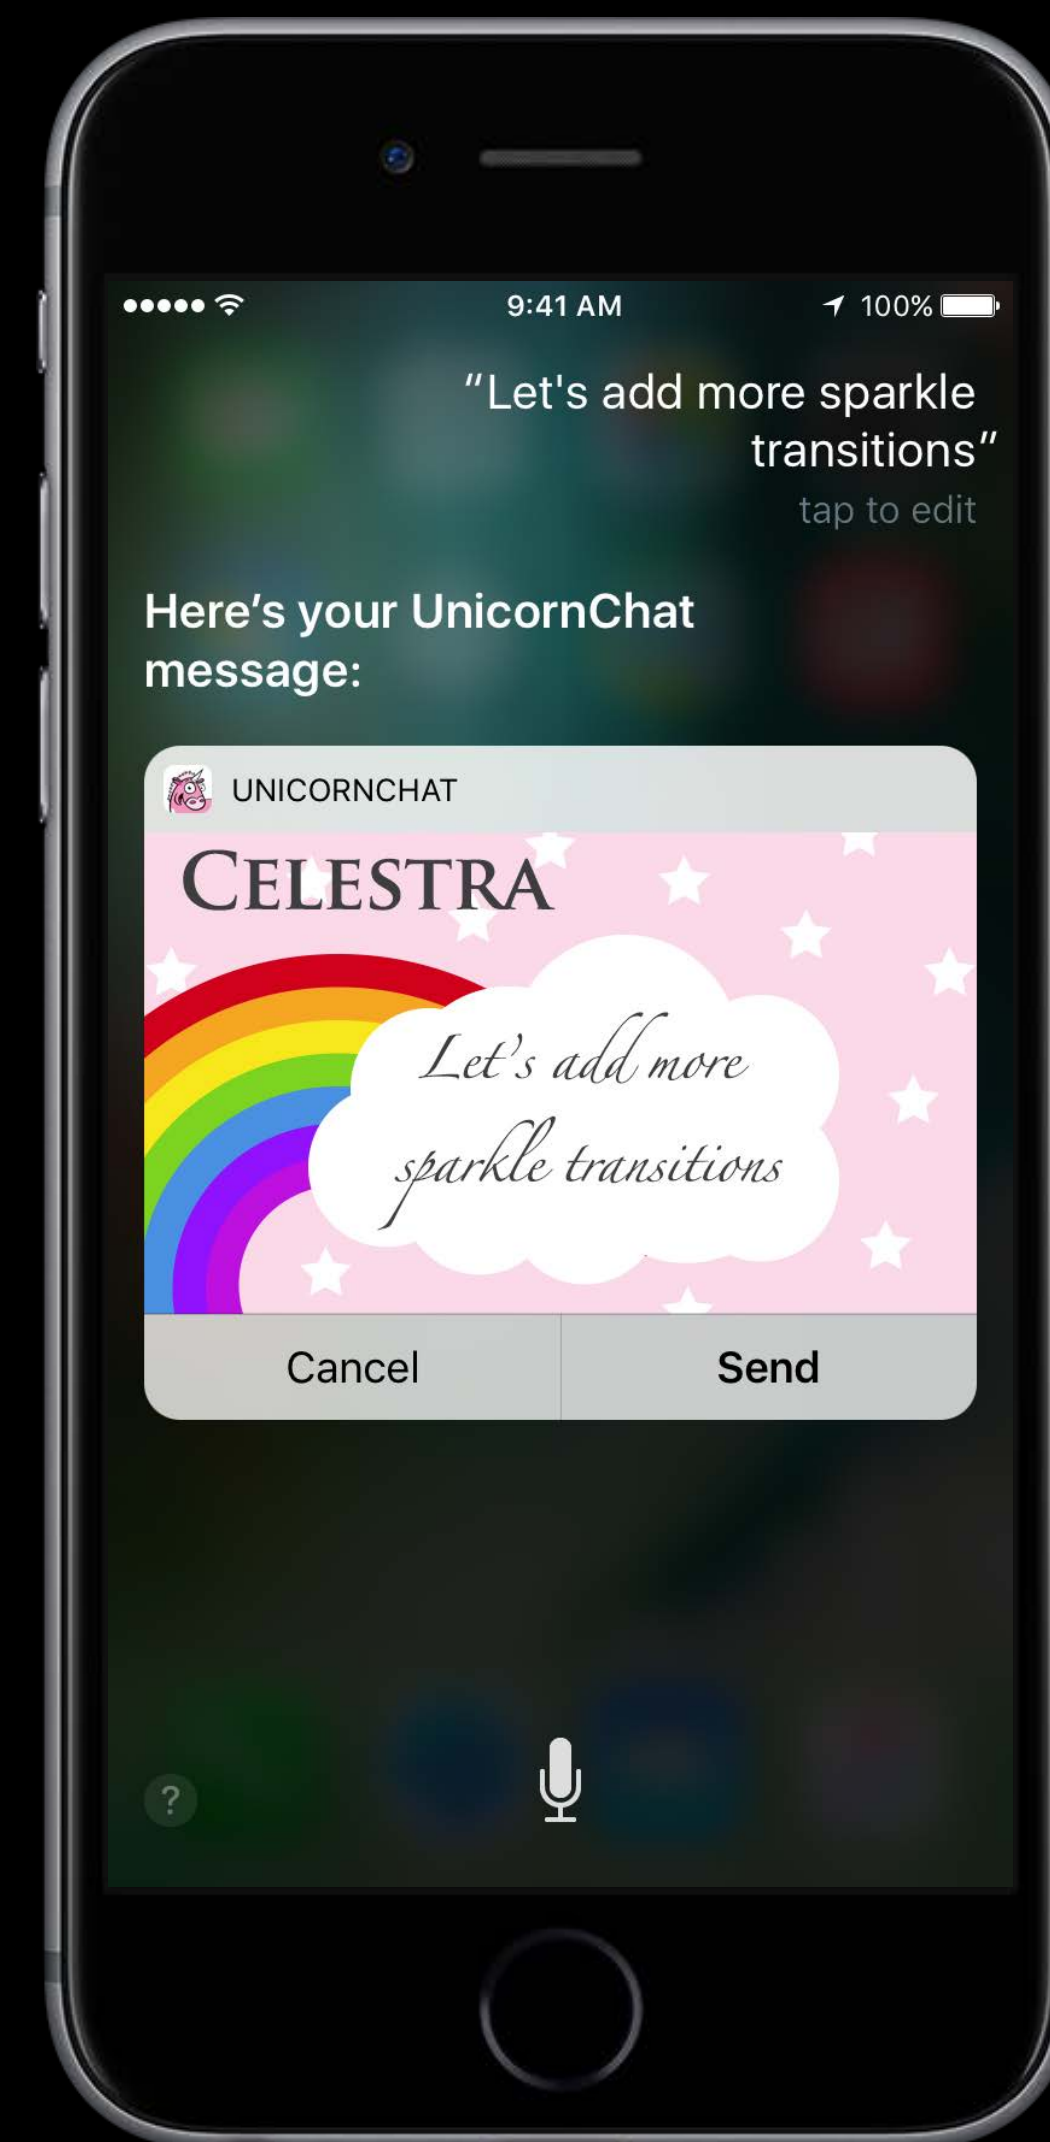 9:41 AM
100%
“Let's add more sparkle
transitions”
tap to edit
Here’s your UnicornChat
message:
UNICORNCHAT
CELESTRA
Let’s add more
sparkle transitions
Cancel
Send
?